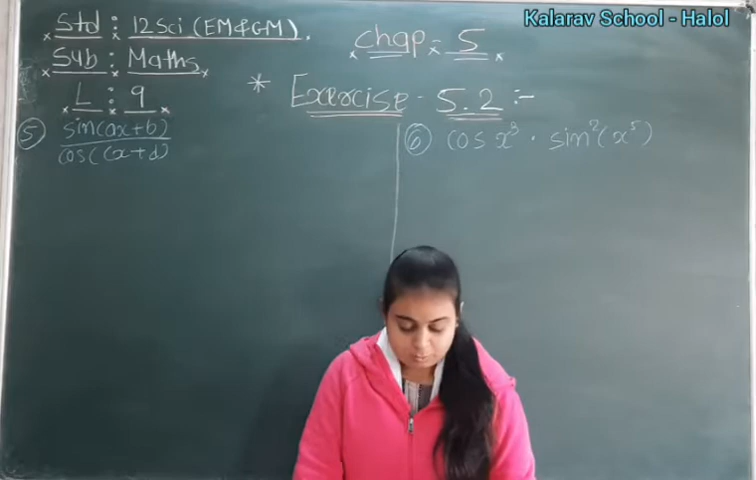 Kalarav School - Halol
Std : 12 Sci (EM & GM).
Chap - 5
Sub : Maths
L : 9
* Exercise - 5.2 :-
⑤ sin(ax+b)
cos(cx+d)
⑥ cos x³ · sin²(x⁵)